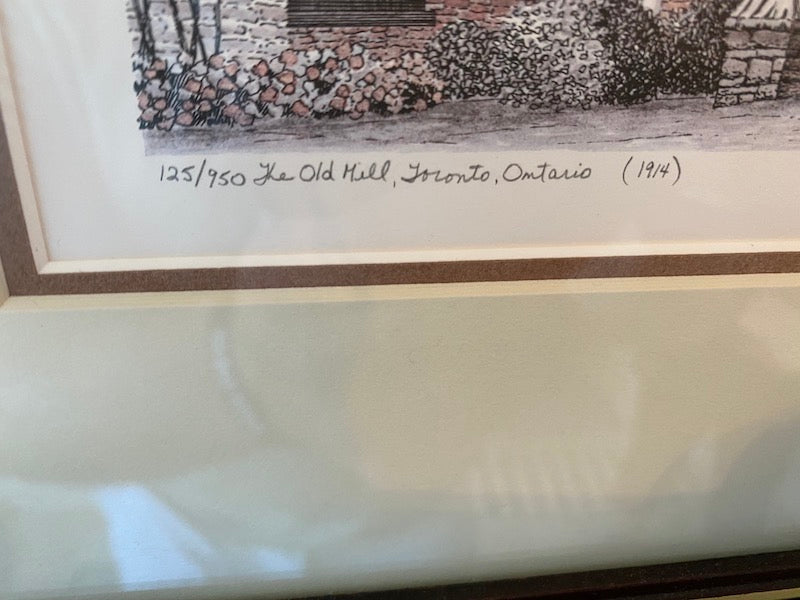 125/950 The Old Mill, Toronto, Ontario (1914)